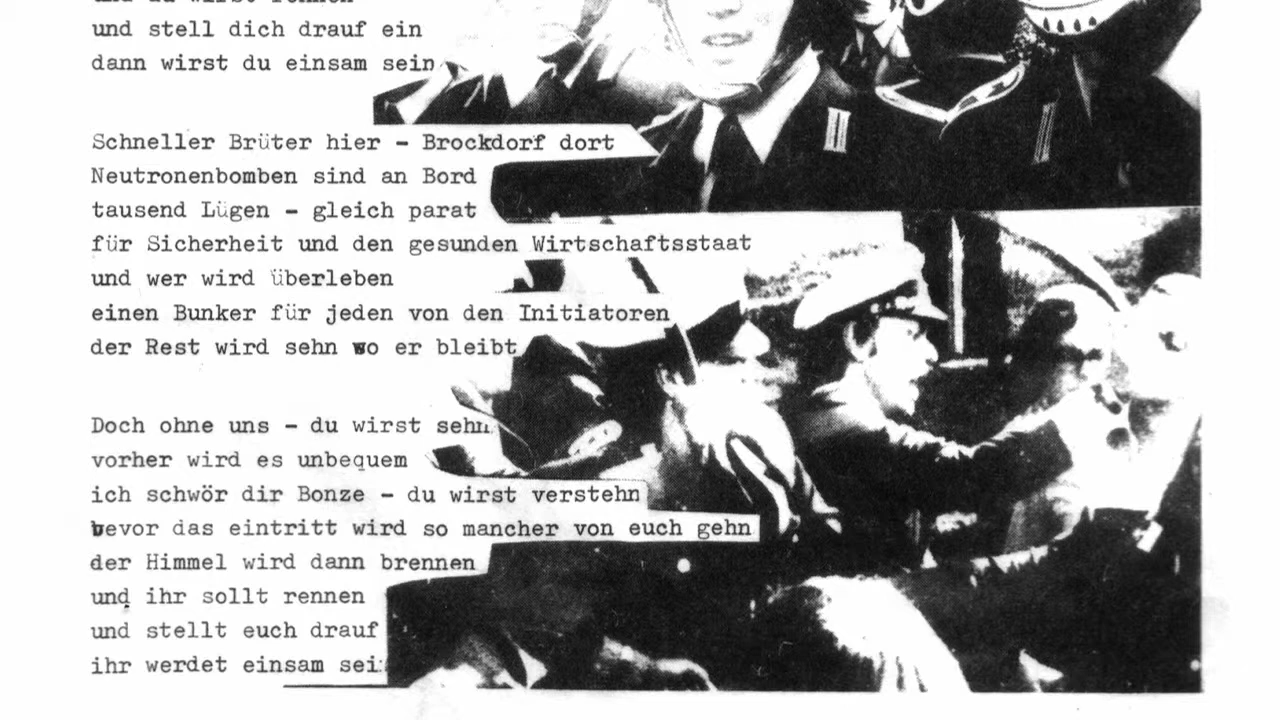 und du wirst rennen
und stell dich drauf ein
dann wirst du einsam sein
Schneller Brüter hier - Brockdorf dort
Neutronenbomben sind an Bord
tausend Lügen - gleich parat
für Sicherheit und den gesunden Wirtschaftsstaat
und wer wird überleben
einen Bunker für jeden von den Initiatoren
der Rest wird sehn wo er bleibt
Doch ohne uns - du wirst sehn
vorher wird es unbequem
ich schwör dir Bonze - du wirst verstehn
bevor das eintritt wird so mancher von euch gehn
der Himmel wird dann brennen
und ihr sollt rennen
und stellt euch drauf
ihr werdet einsam sei